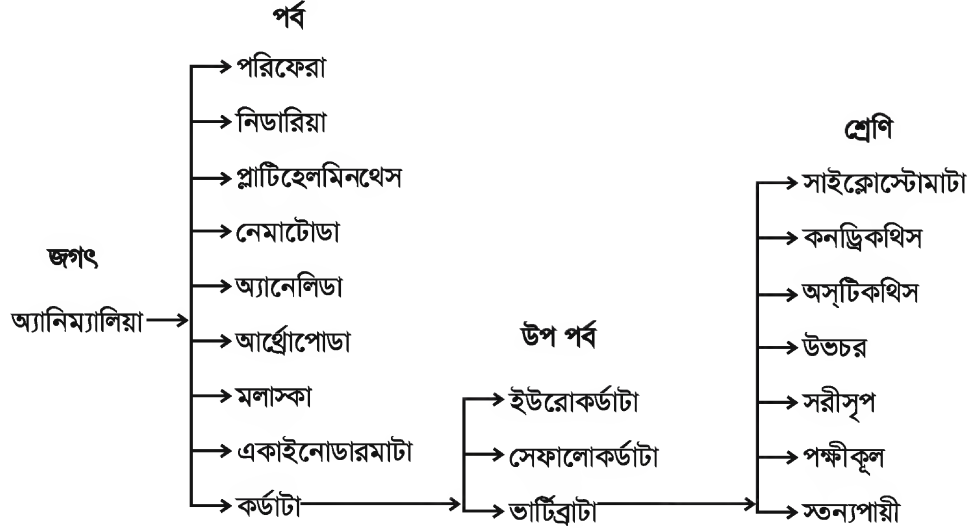 পর্ব
পরিফেরা
নিডারিয়া
প্লাটিহেলমিনথেস
নেমাটোডা
অ্যানেলিডা
আর্থ্রোপোডা
মলাস্কা
একাইনোডারমাটা
কর্ডাটা
জগৎ
অ্যানিম্যালিয়া
উপ পর্ব
ইউরোকর্ডাটা
সেফালোকর্ডাটা
ভার্টিব্রাটা
শ্রেণি
সাইক্লোস্টোমাটা
কনড্রিকথিস
অস্‌টিকথিস
উভচর
সরীসৃপ
পক্ষীকূল
স্তন্যপায়ী